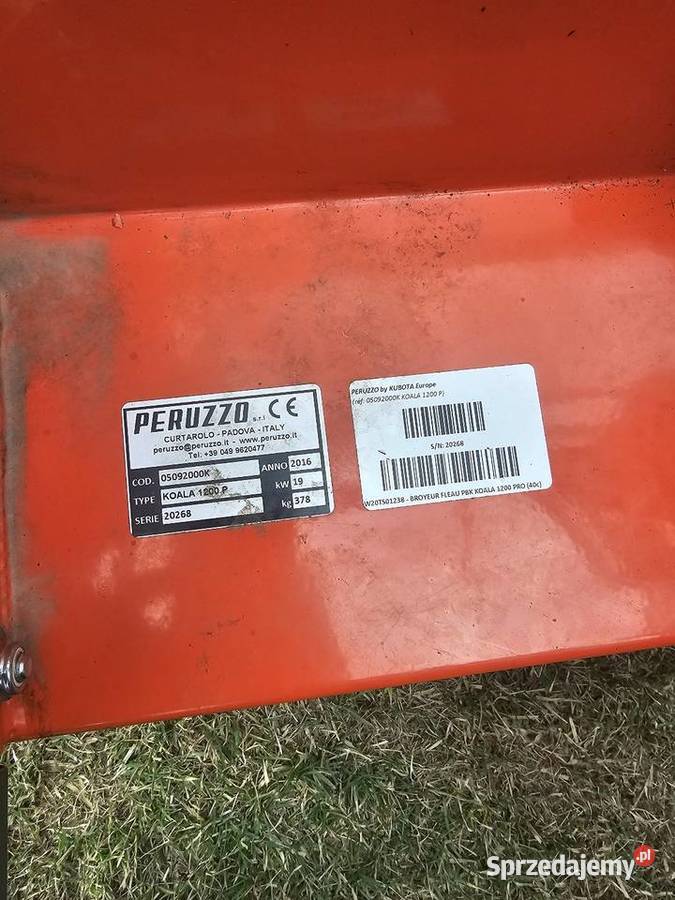 PERUZZO s.r.l CE
CURTAROLO - PADOVA - ITALY
peruzzo@peruzzo.it - www.peruzzo.it
Tel: +39 049 9620477
COD. 05092000K ANNO 2016
TYPE KOALA 1200 P kW 19
SERIE 20268 kg 378
PERUZZO by KUBOTA Europe
(réf: 05092000K KOALA 1200 P)
S/N: 20268
W20TS01238 - BROYEUR FLEAU PBK KOALA 1200 PRO (40c)
Sprzedajemy.pl